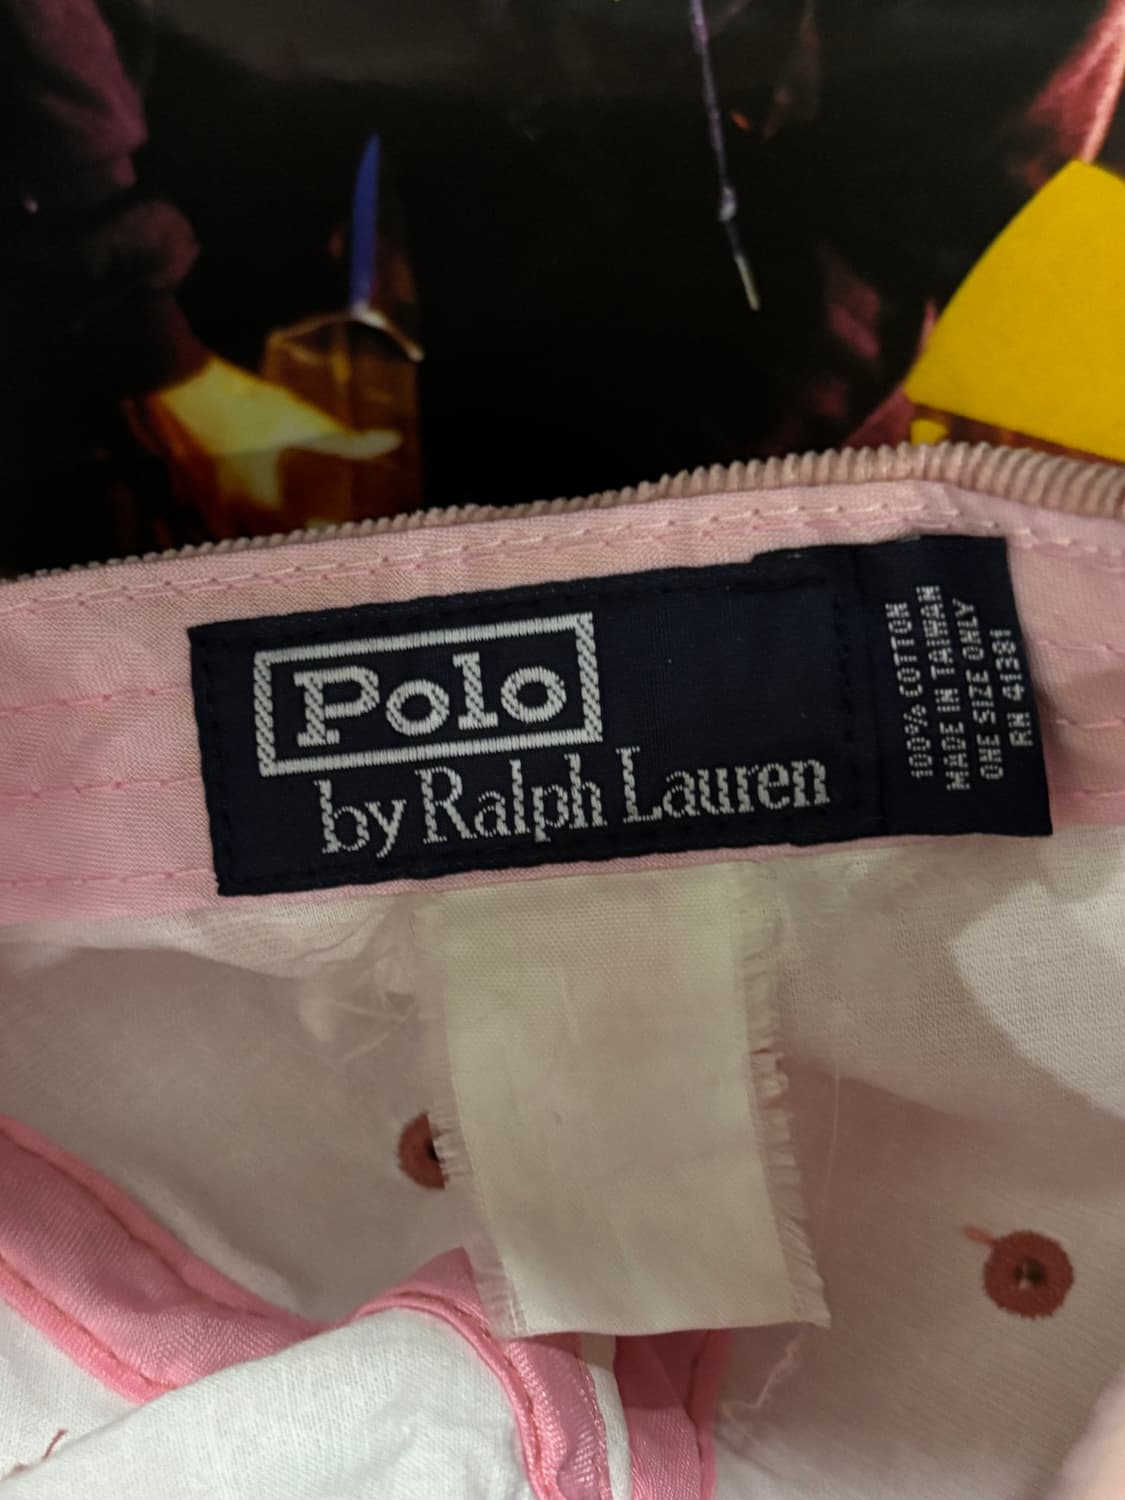 Polo
by Ralph Lauren
100% COTTON
MADE IN TAIWAN
ONE SIZE ONLY
RN 41381